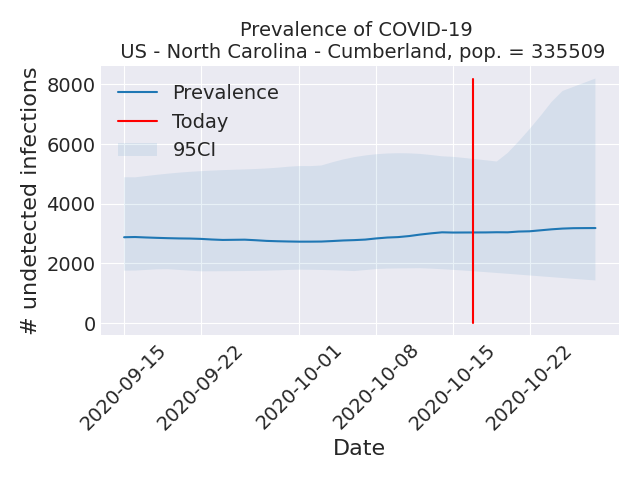 Prevalence of COVID-19
US - North Carolina - Cumberland, pop. = 335509
# undetected infections
8000
6000
4000
2000
0
Prevalence
Today
95CI
2020-09-15
2020-09-22
2020-10-01
2020-10-08
2020-10-15
2020-10-22
Date